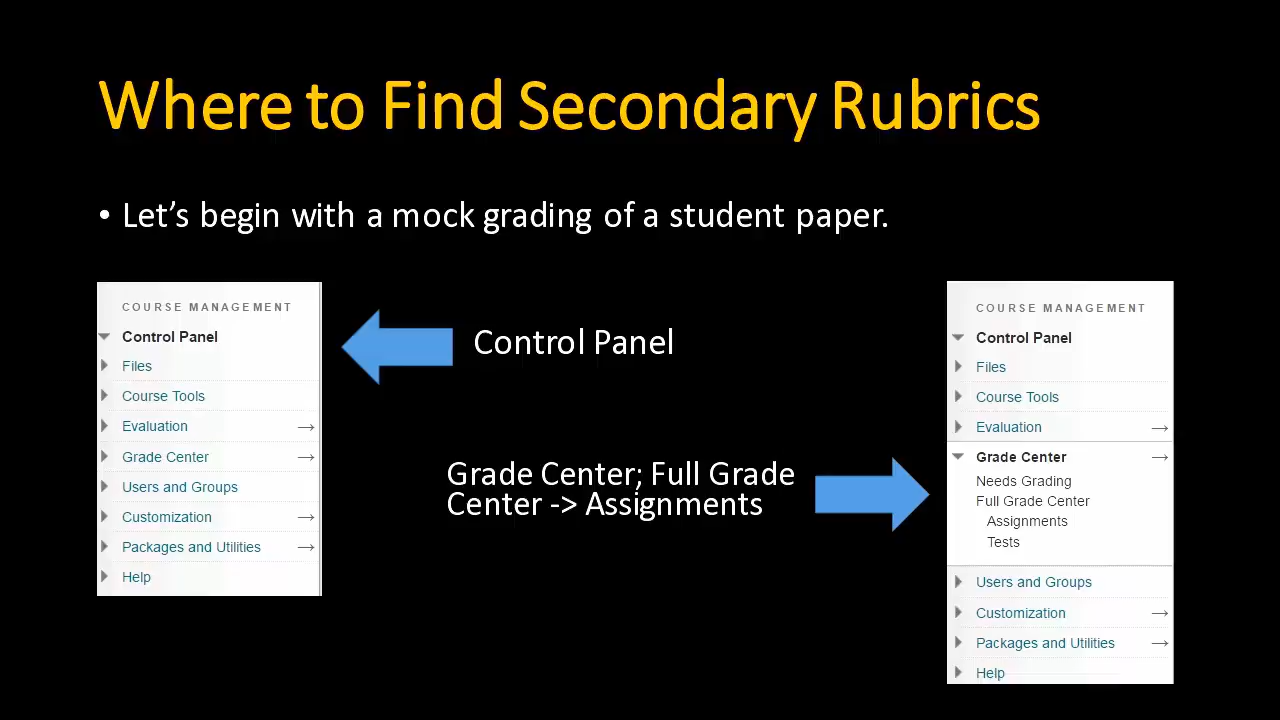 Where to Find Secondary Rubrics
• Let's begin with a mock grading of a student paper.
COURSE MANAGEMENT
Control Panel
Files
Course Tools
Evaluation
Grade Center
Users and Groups
Customization
Packages and Utilities
Help
Control Panel
Grade Center; Full Grade
Center -> Assignments
COURSE MANAGEMENT
Control Panel
Files
Course Tools
Evaluation
Grade Center
Needs Grading
Full Grade Center
Assignments
Tests
Users and Groups
Customization
Packages and Utilities
Help